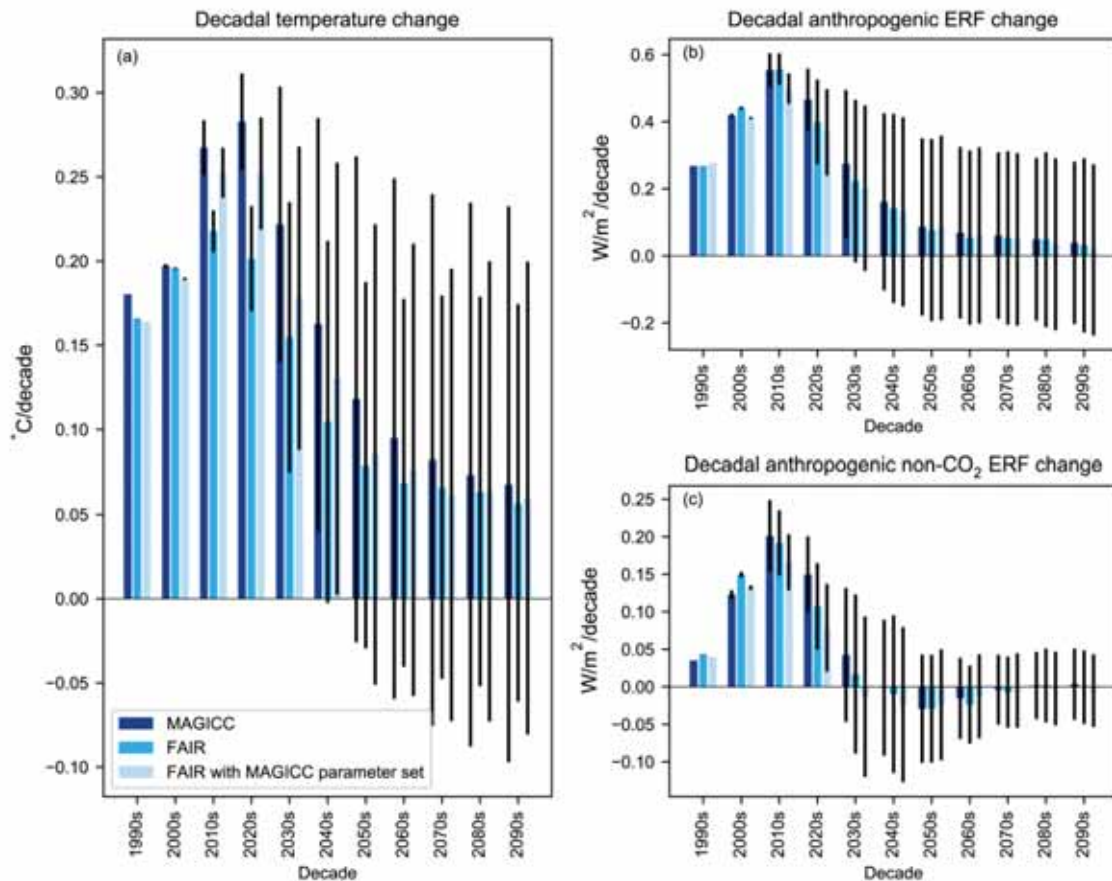 Decadal temperature change
(a)
°C/decade
0.30
0.25
0.20
0.15
0.10
0.05
0.00
−0.05
−0.10
MAGICC
FAIR
FAIR with MAGICC parameter set
1990s 2000s 2010s 2020s 2030s 2040s 2050s 2060s 2070s 2080s 2090s
Decade
Decadal anthropogenic ERF change
(b)
W/m²/decade
0.6
0.4
0.2
0.0
−0.2
1990s 2000s 2010s 2020s 2030s 2040s 2050s 2060s 2070s 2080s 2090s
Decade
Decadal anthropogenic non-CO₂ ERF change
(c)
W/m²/decade
0.25
0.20
0.15
0.10
0.05
0.00
−0.05
−0.10
1990s 2000s 2010s 2020s 2030s 2040s 2050s 2060s 2070s 2080s 2090s
Decade